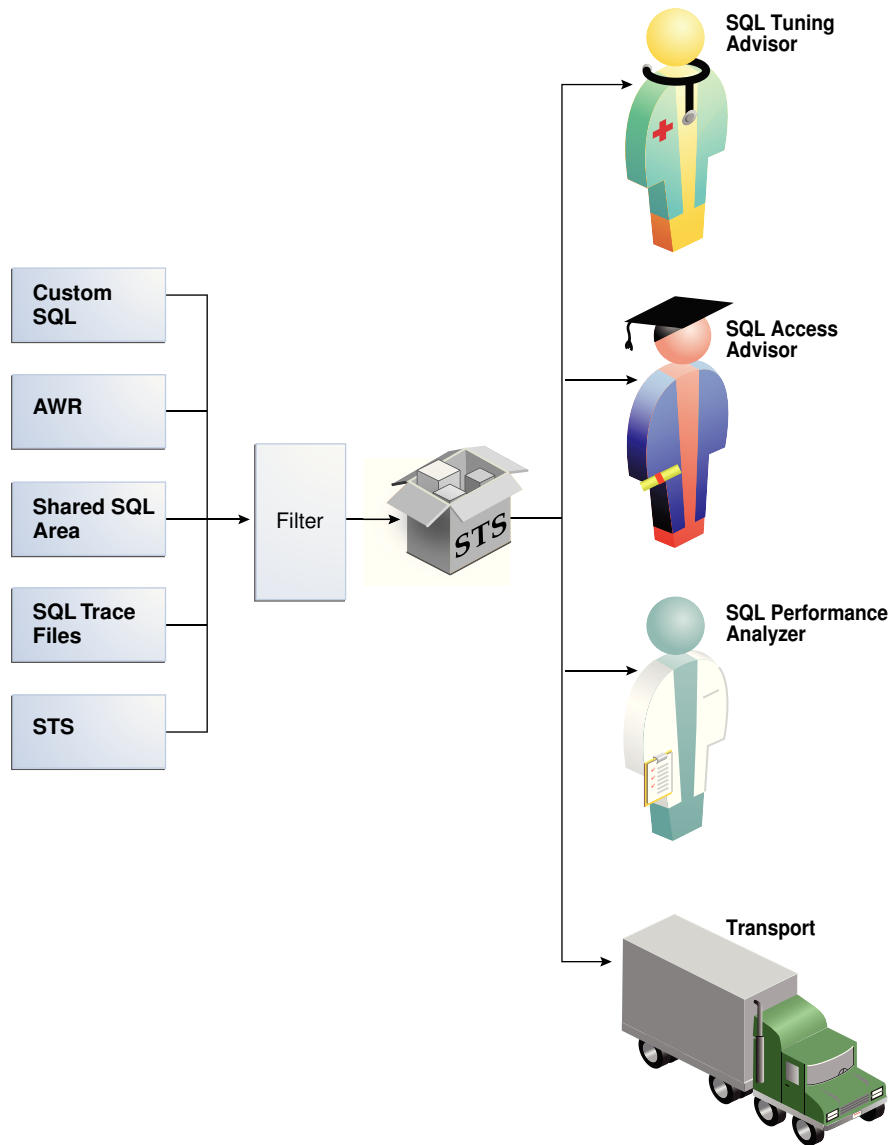 SQL Tuning
Advisor
Custom
SQL
SQL Access
Advisor
AWR
Shared SQL
Area
Filter
STS
SQL Trace
Files
SQL Performance
Analyzer
STS
Transport